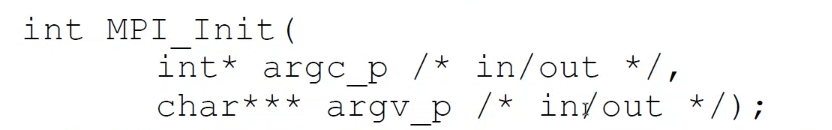 int MPI_Init(
int* argc_p /* in/out */,
char*** argv_p /* in/out */);